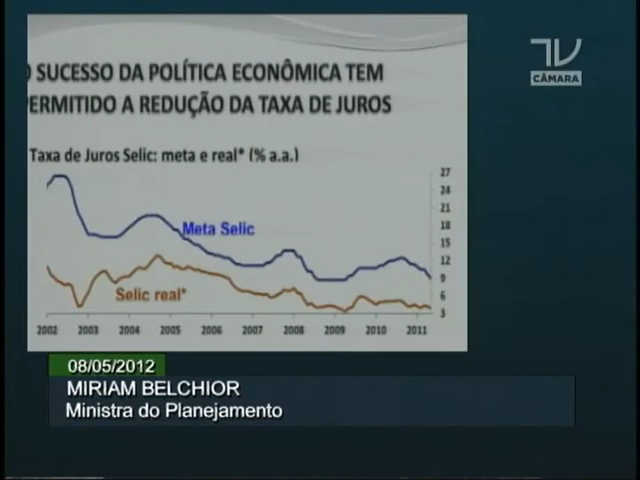 O SUCESSO DA POLÍTICA ECONÔMICA TEM
PERMITIDO A REDUÇÃO DA TAXA DE JUROS
Taxa de Juros Selic: meta e real* (% a.a.)
27
24
21
18
15
12
9
6
3
Meta Selic
Selic real*
2002 2003 2004 2005 2006 2007 2008 2009 2010 2011
TV
CÂMARA
08/05/2012
MIRIAM BELCHIOR
Ministra do Planejamento